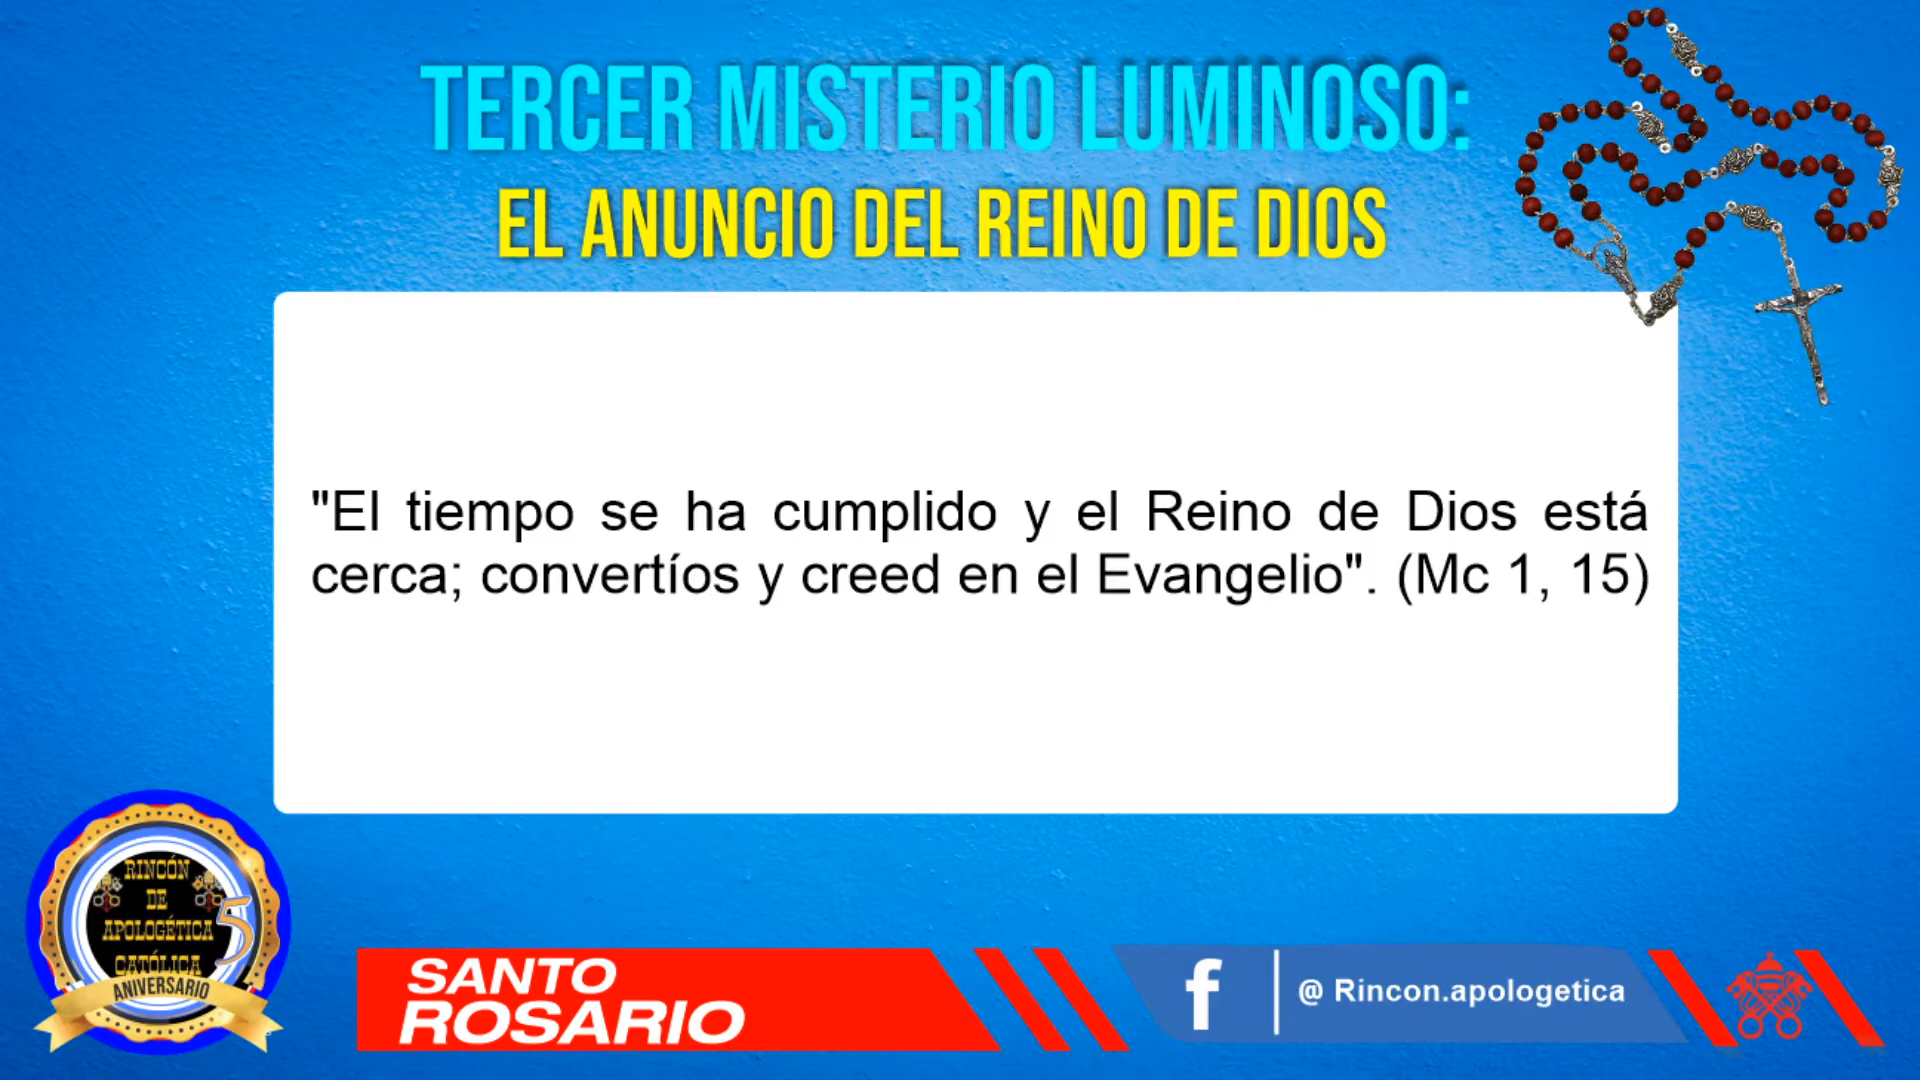 TERCER MISTERIO LUMINOSO:
EL ANUNCIO DEL REINO DE DIOS
"El tiempo se ha cumplido y el Reino de Dios está
cerca; convertíos y creed en el Evangelio". (Mc 1, 15)
RINCÓN
DE
APOLOGÉTICA
CATÓLICA
5
ANIVERSARIO
SANTO
ROSARIO
f
@ Rincon.apologetica